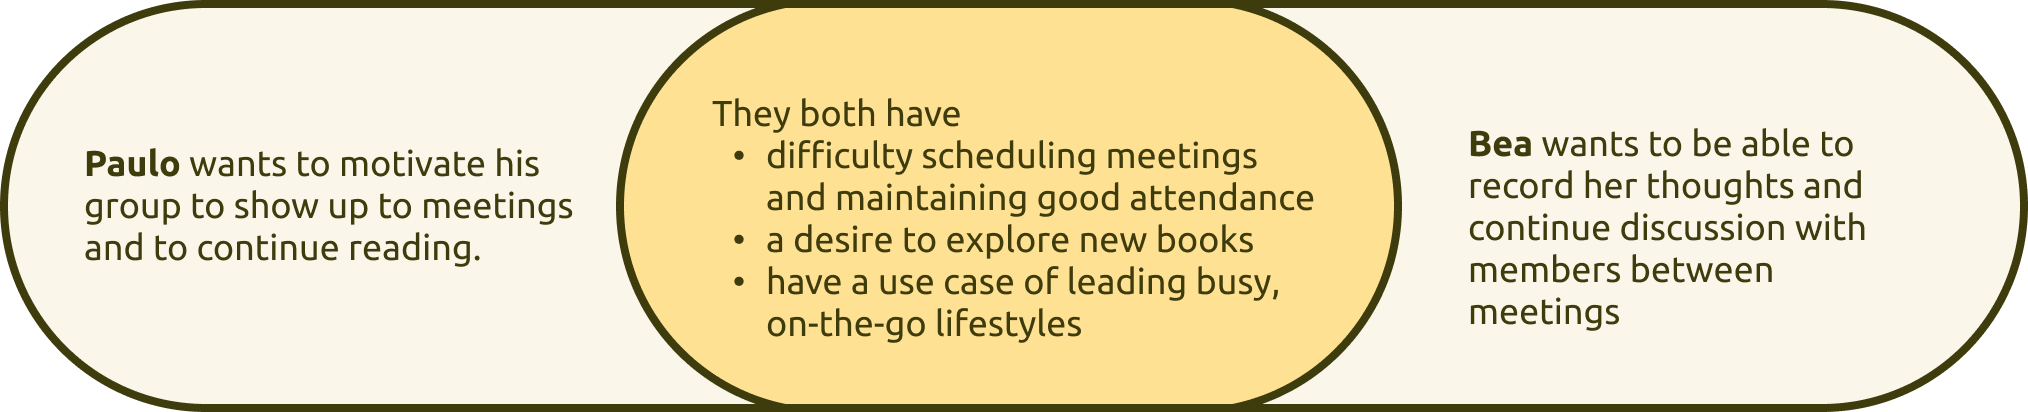 Paulo wants to motivate his
group to show up to meetings
and to continue reading.
They both have
• difficulty scheduling meetings
and maintaining good attendance
• a desire to explore new books
• have a use case of leading busy,
on-the-go lifestyles
Bea wants to be able to
record her thoughts and
continue discussion with
members between
meetings